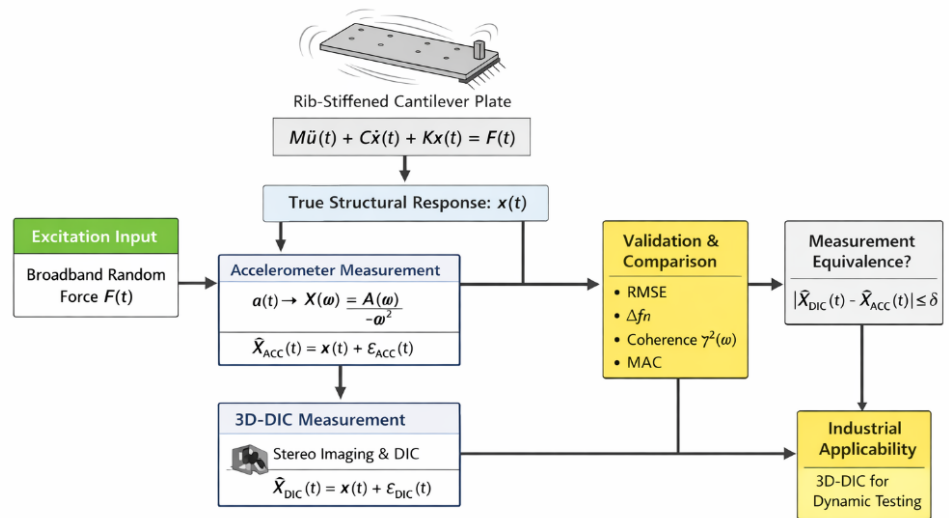 Rib-Stiffened Cantilever Plate
Mü(t) + Cẋ(t) + Kx(t) = F(t)
True Structural Response: x(t)
Excitation Input
Broadband Random
Force F(t)
Accelerometer Measurement
a(t) → X(ω) = A(ω)
-ω²
X̂ACC(t) = x(t) + εACC(t)
3D-DIC Measurement
Stereo Imaging & DIC
X̂DIC(t) = x(t) + εDIC(t)
Validation &
Comparison
• RMSE
• Δfn
• Coherence γ²(ω)
• MAC
Measurement
Equivalence?
|X̂DIC(t) - X̂ACC(t)| ≤ δ
Industrial
Applicability
3D-DIC for
Dynamic Testing